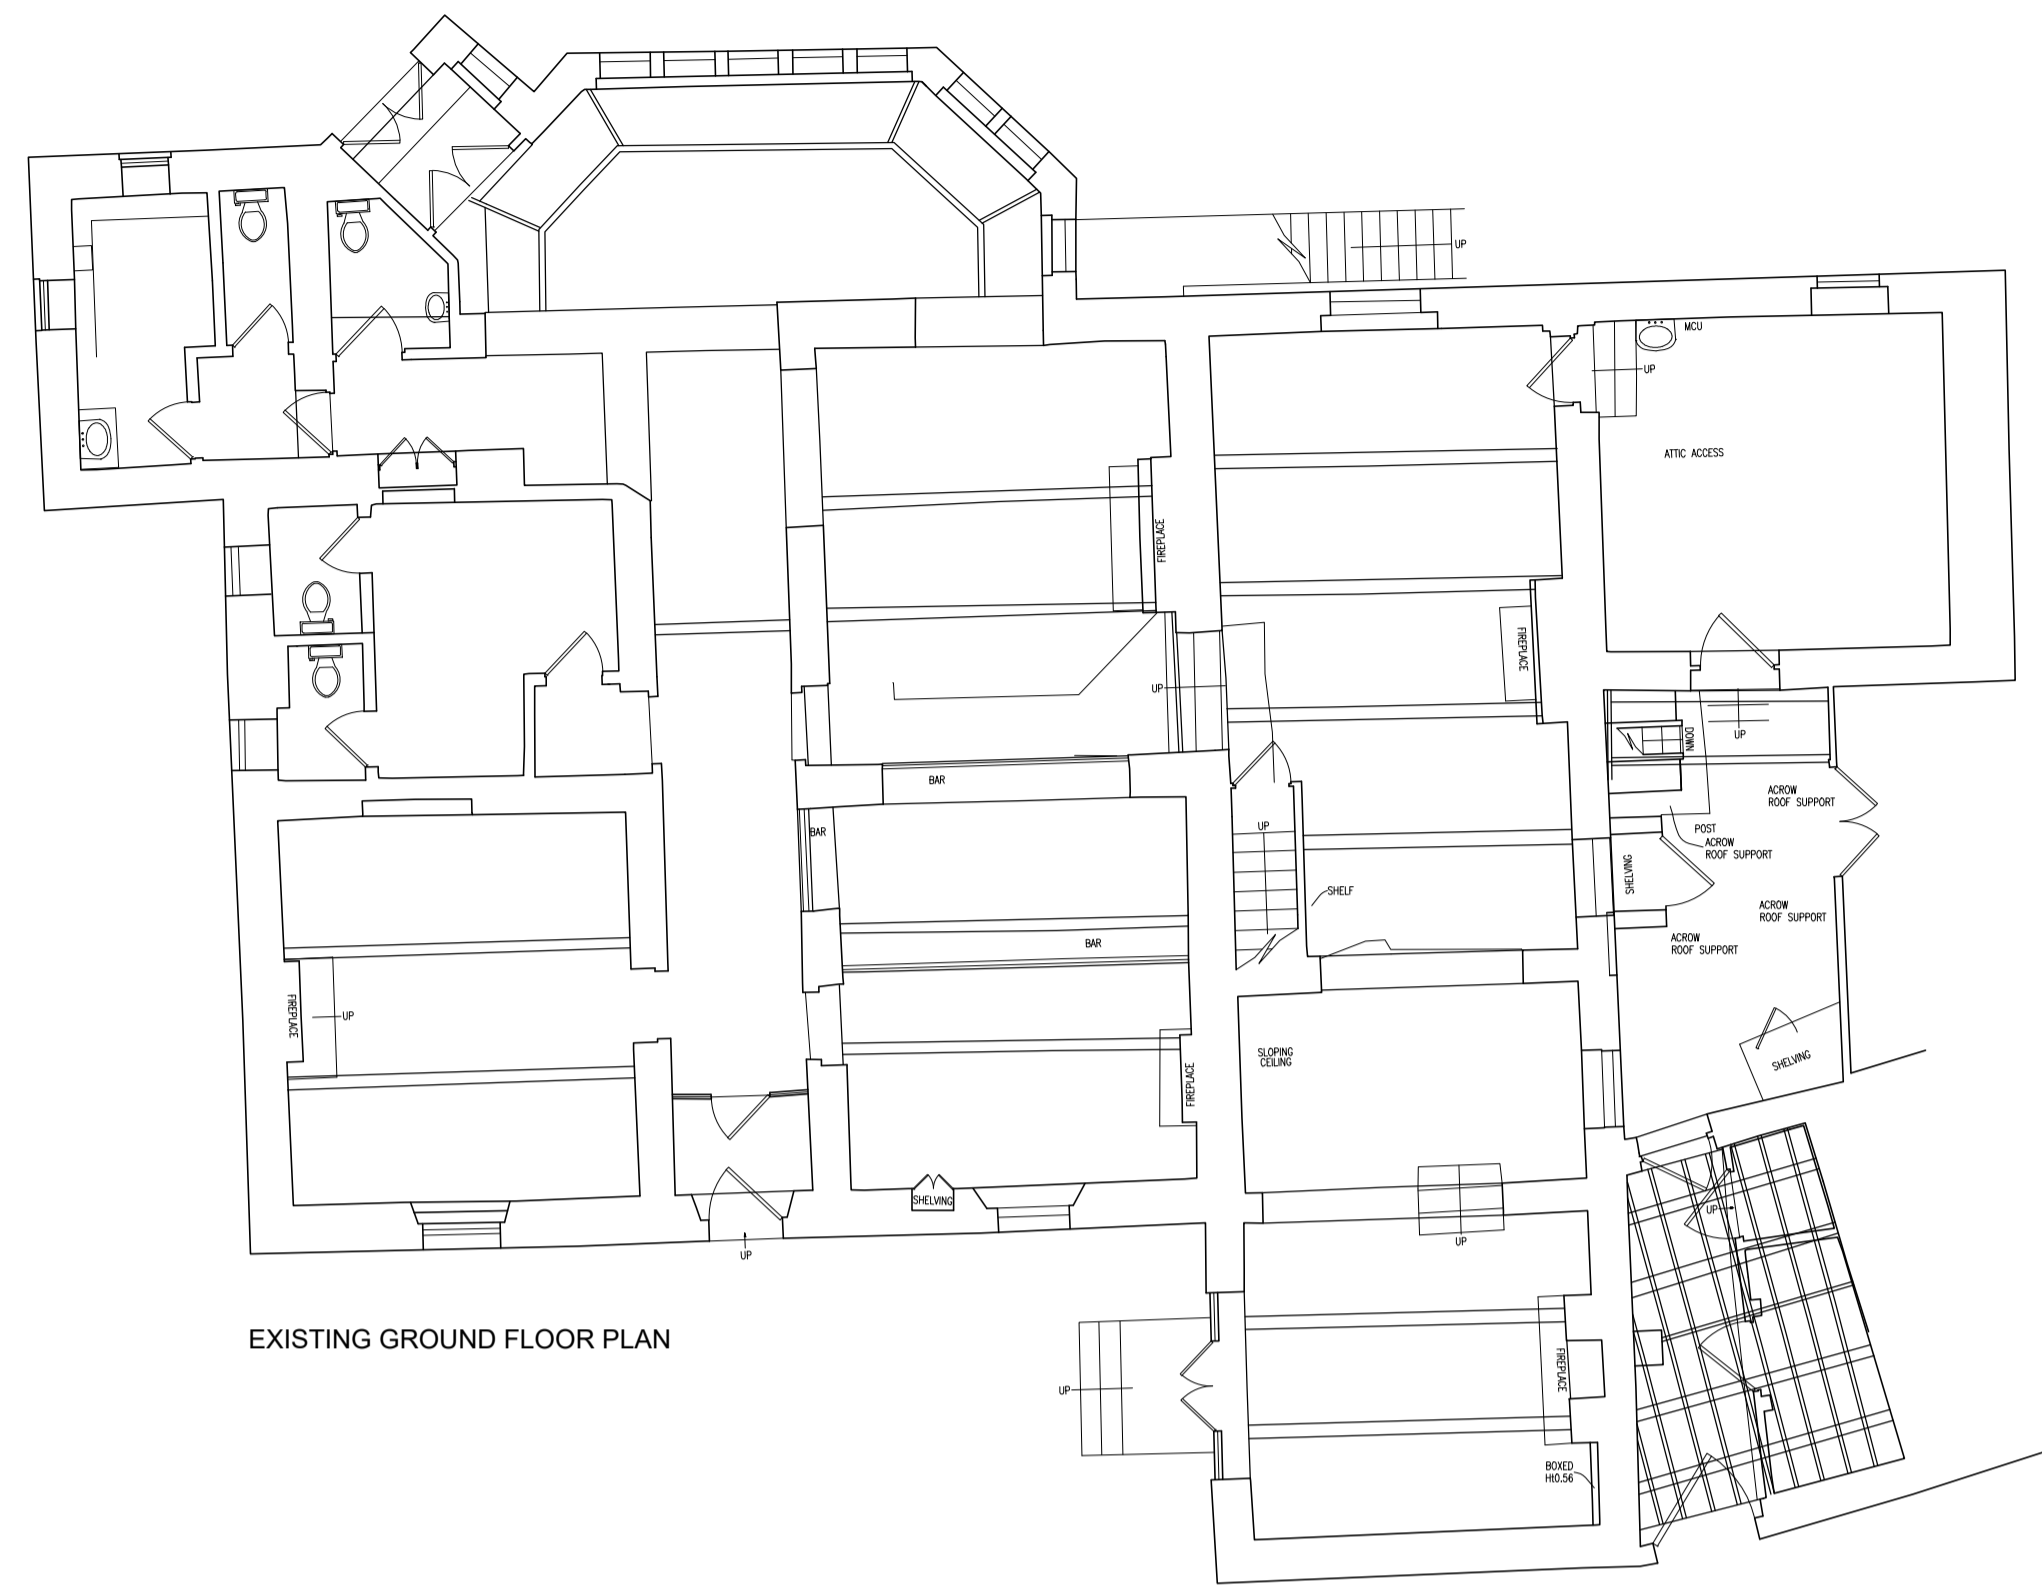 UP
MCU
UP
ATTIC ACCESS
FIREPLACE
FIREPLACE
UP
DOWN
UP
BAR
ACROW
ROOF SUPPORT
BAR
UP
POST
ACROW
ROOF SUPPORT
SHELVING
SHELF
ACROW
ROOF SUPPORT
BAR
ACROW
ROOF SUPPORT
FIREPLACE
UP
SLOPING
CEILING
SHELVING
FIREPLACE
SHELVING
UP
UP
UP
EXISTING GROUND FLOOR PLAN
FIREPLACE
UP
BOXED
Ht0.56